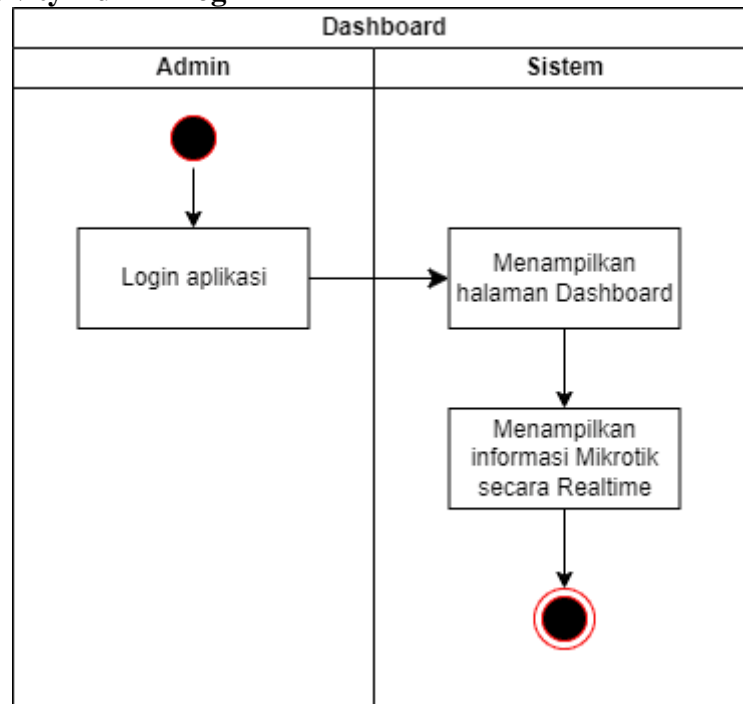 Dashboard
Admin
Sistem
Login aplikasi
Menampilkan
halaman Dashboard
Menampilkan
informasi Mikrotik
secara Realtime